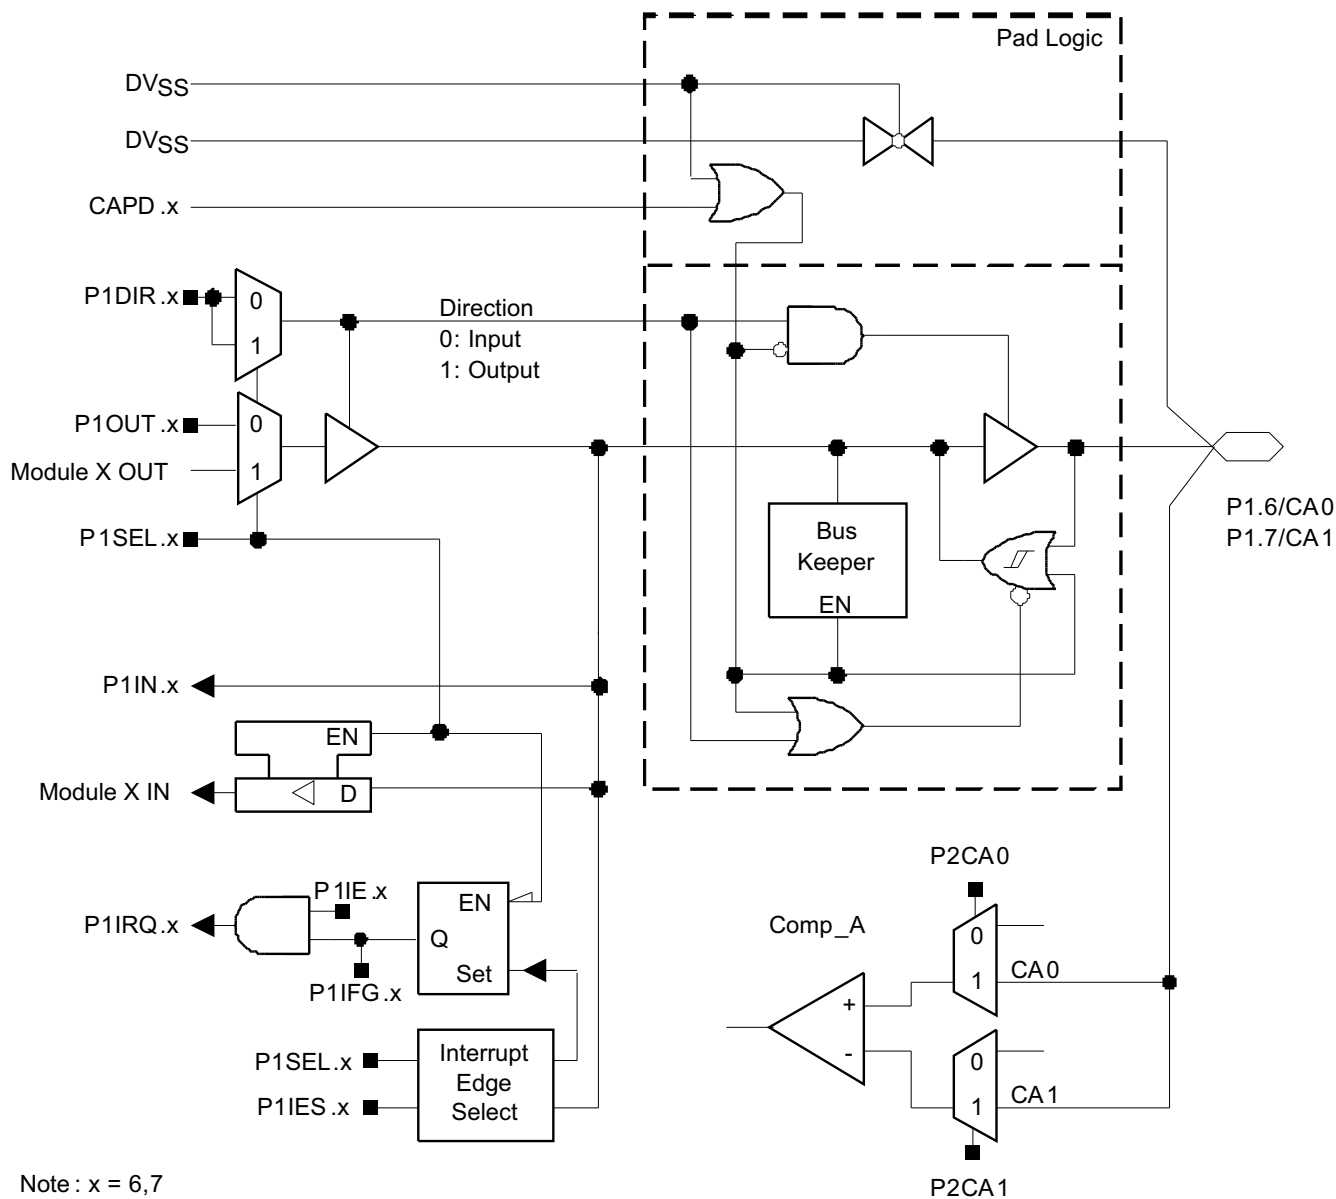 Pad Logic
DVSS
DVSS
CAPD.x
P1DIR.x
0
1
Direction
0: Input
1: Output
P1OUT.x
0
Module X OUT
1
P1SEL.x
Bus
Keeper
EN
P1.6/CA0
P1.7/CA1
P1IN.x
EN
Module X IN
D
P1IE.x
P1IRQ.x
EN
Q
Set
P1IFG.x
P1SEL.x
P1IES.x
Interrupt
Edge
Select
P2CA0
Comp_A
0
1
CA0
+
-
0
1
CA1
P2CA1
Note: x = 6,7